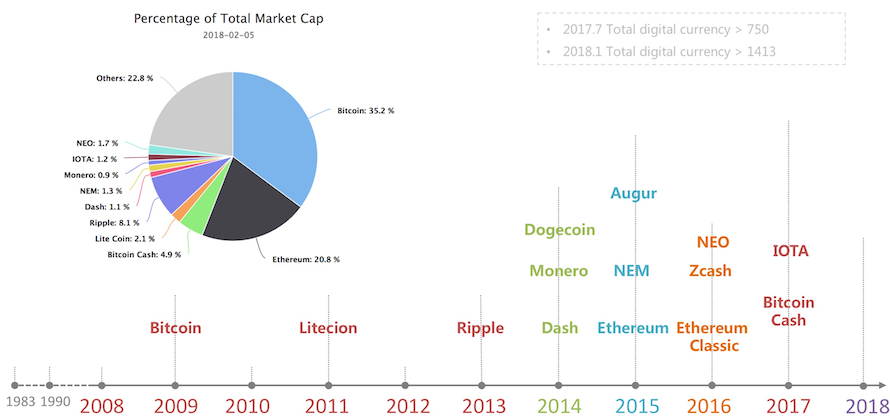 Percentage of Total Market Cap
2018-02-05
• 2017.7 Total digital currency > 750
• 2018.1 Total digital currency > 1413
Others: 22.8 %
Bitcoin: 35.2 %
NEO: 1.7 %
IOTA: 1.2 %
Monero: 0.9 %
NEM: 1.3 %
Dash: 1.1 %
Ripple: 8.1 %
Lite Coin: 2.1 %
Bitcoin Cash: 4.9 %
Ethereum: 20.8 %
Bitcoin
Litecion
Ripple
Dogecoin
Monero
Dash
Augur
NEM
Ethereum
NEO
Zcash
Ethereum
Classic
IOTA
Bitcoin
Cash
1983 1990 2008 2009 2010 2011 2012 2013 2014 2015 2016 2017 2018